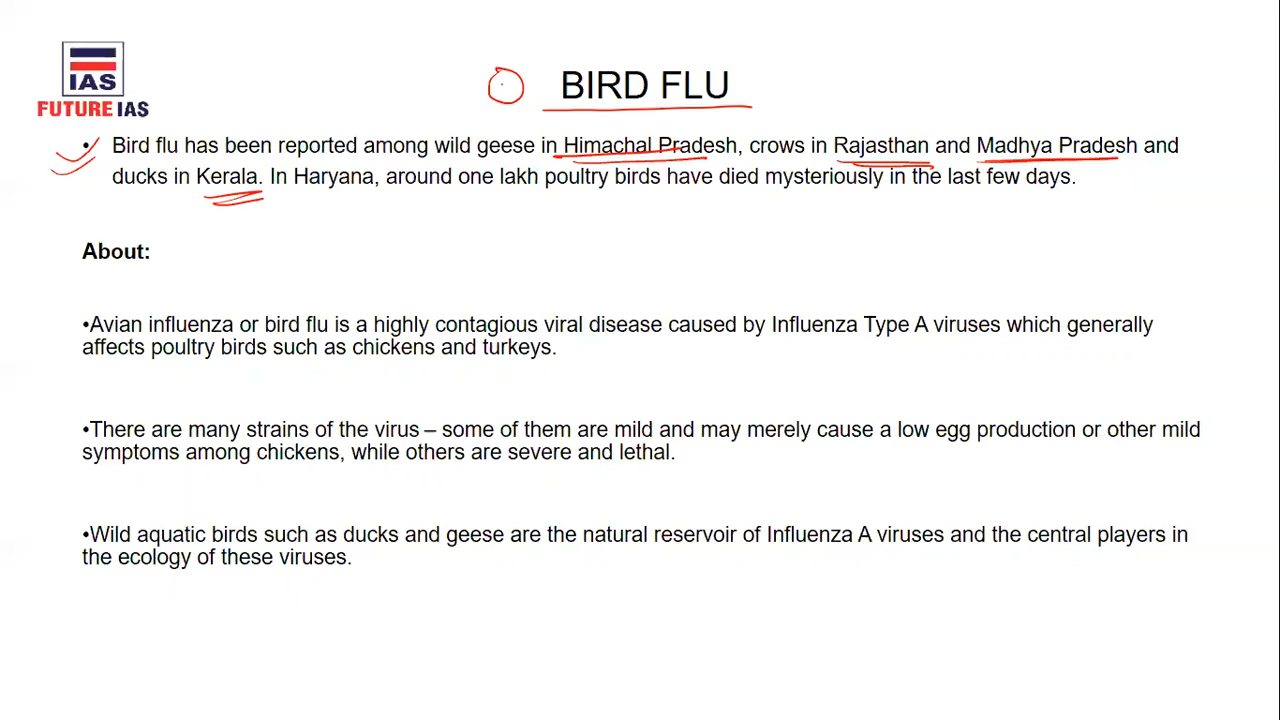 IAS
FUTURE IAS
BIRD FLU
• Bird flu has been reported among wild geese in Himachal Pradesh, crows in Rajasthan and Madhya Pradesh and
ducks in Kerala. In Haryana, around one lakh poultry birds have died mysteriously in the last few days.
About:
•Avian influenza or bird flu is a highly contagious viral disease caused by Influenza Type A viruses which generally
affects poultry birds such as chickens and turkeys.
•There are many strains of the virus – some of them are mild and may merely cause a low egg production or other mild
symptoms among chickens, while others are severe and lethal.
•Wild aquatic birds such as ducks and geese are the natural reservoir of Influenza A viruses and the central players in
the ecology of these viruses.